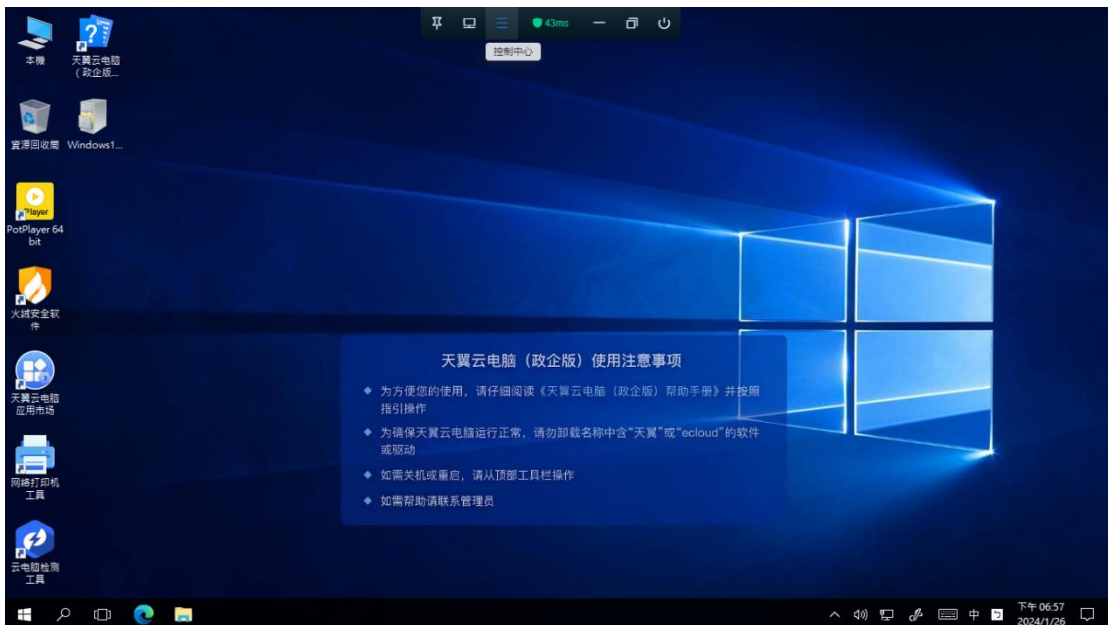 43ms
控制中心
本機
天翼云电脑
（政企版...
資源回收筒
Windows1...
Player
PotPlayer 64
bit
火绒安全软
件
天翼云电脑
应用市场
网络打印机
工具
云电脑检测
工具
天翼云电脑（政企版）使用注意事项
为方便您的使用，请仔细阅读《天翼云电脑（政企版）帮助手册》并按照
指引操作
为确保天翼云电脑运行正常，请勿卸载名称中含“天翼”或“ecloud”的软件
或驱动
如需关机或重启，请从顶部工具栏操作
如需帮助请联系管理员
中
ㄅ
下午 06:57
2024/1/26